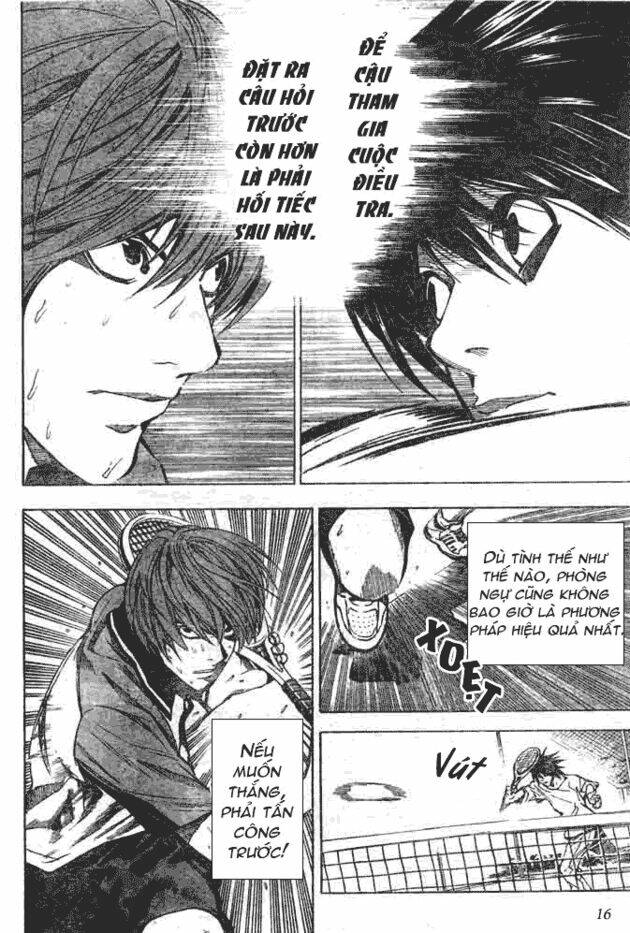 ĐỂ
CẬU
THAM
GIA
CUỘC
ĐIỀU
TRA.
ĐẶT RA
CÂU HỎI
TRƯỚC
CÒN HƠN
LÀ PHẢI
HỐI TIẾC
SAU NÀY.
DÙ TÌNH THẾ NHƯ
THẾ NÀO, PHÒNG
NGỰ CŨNG KHÔNG
BAO GIỜ LÀ PHƯƠNG
PHÁP HIỆU QUẢ NHẤT.
XOẸT
NẾU
MUỐN
THẮNG,
PHẢI TẤN
CÔNG
TRƯỚC!
Vút
16